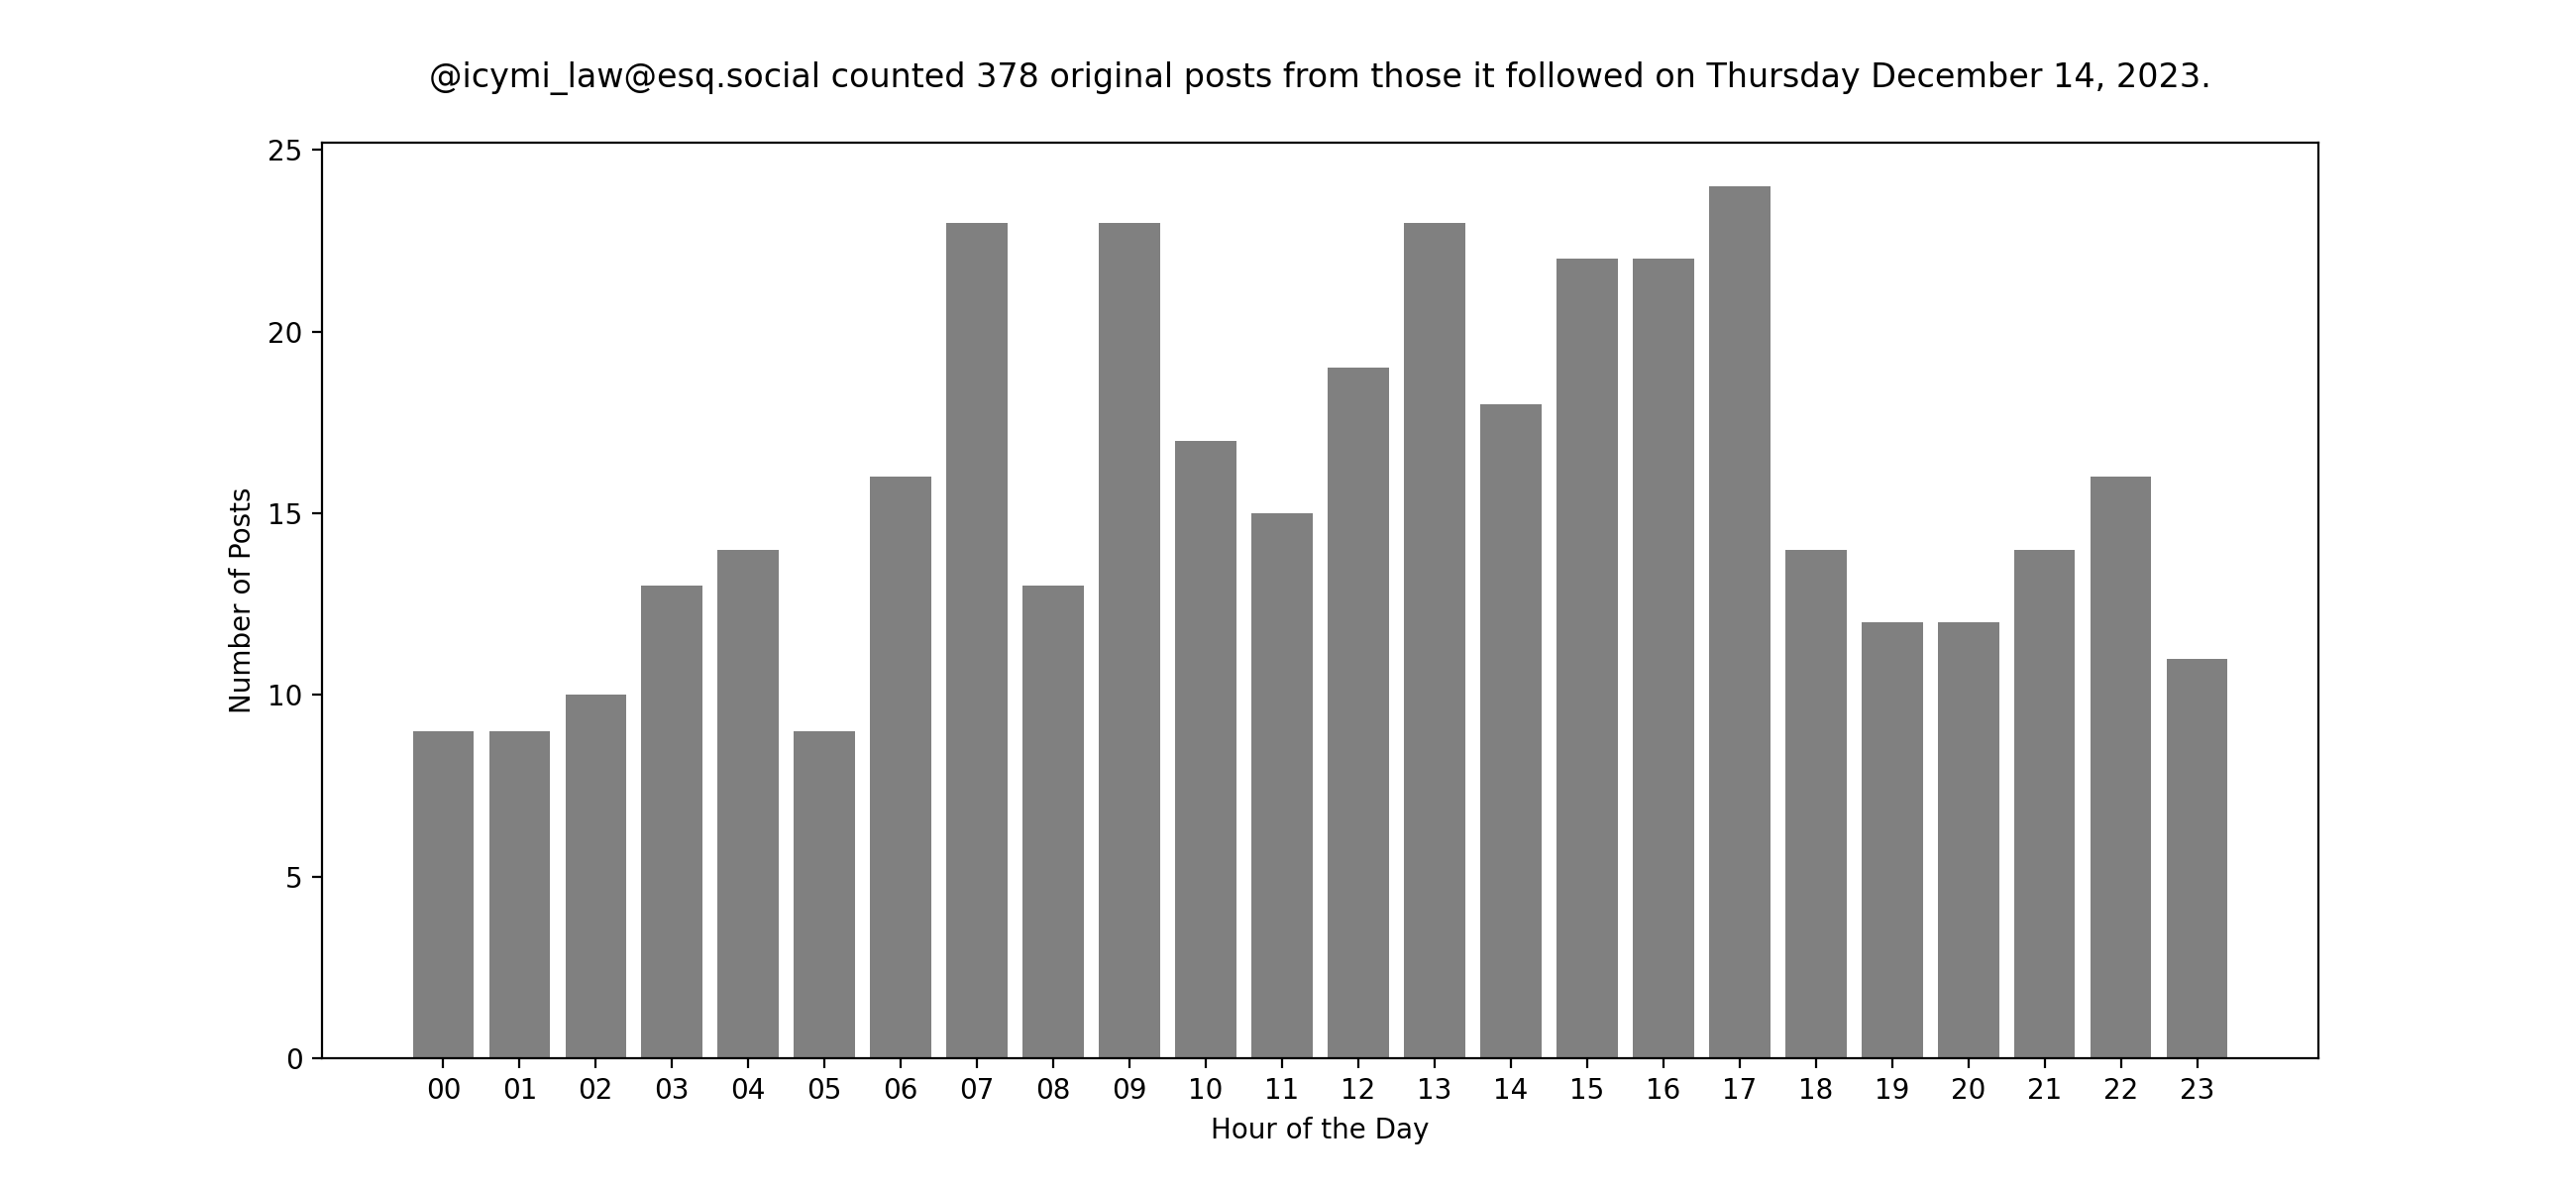 @icymi_law@esq.social counted 378 original posts from those it followed on Thursday December 14, 2023.
25
20
15
10
5
0
Number of Posts
00 01 02 03 04 05 06 07 08 09 10 11 12 13 14 15 16 17 18 19 20 21 22 23
Hour of the Day